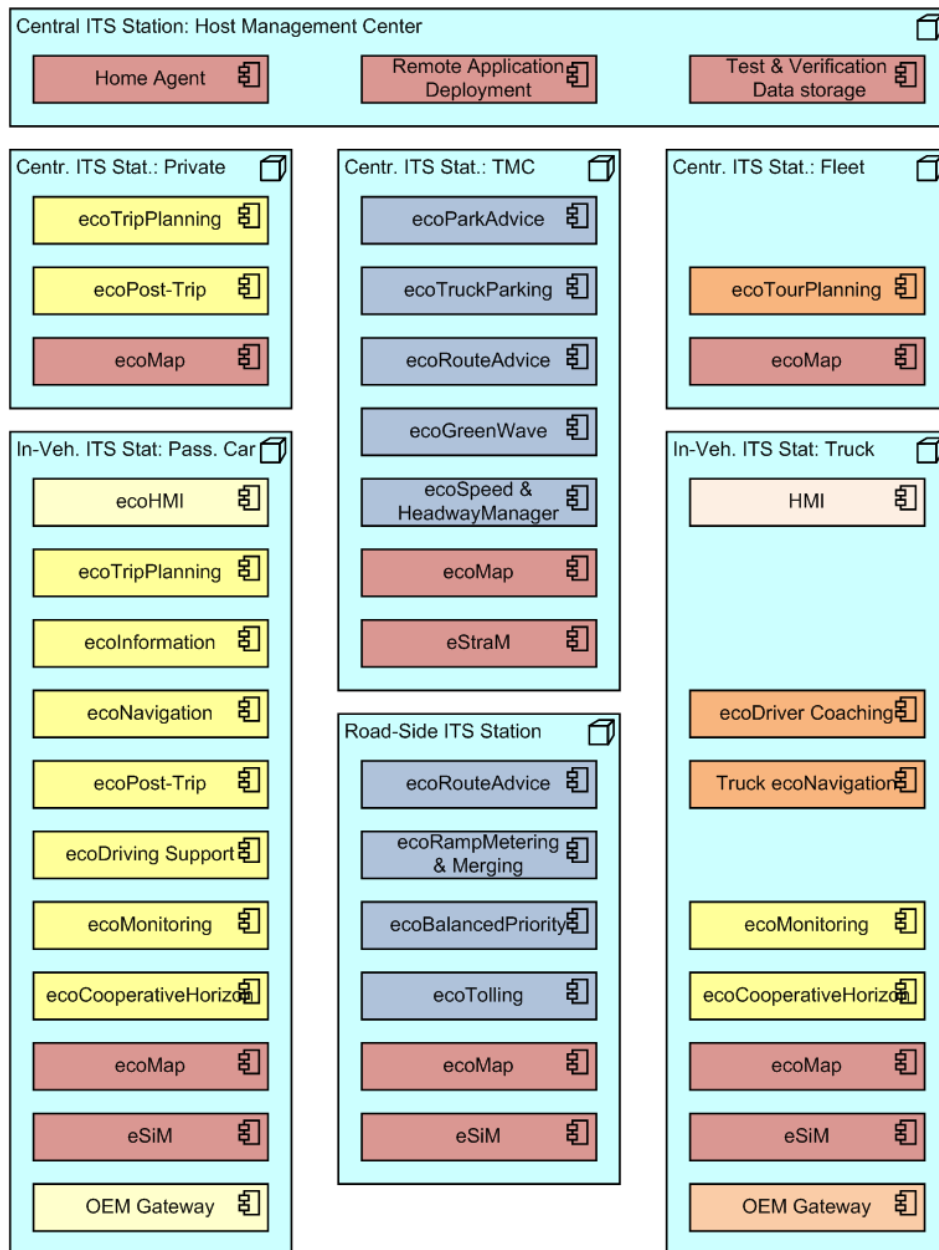 Central ITS Station: Host Management Center
Home Agent
Remote Application
Deployment
Test & Verification
Data storage
Centr. ITS Stat.: Private
ecoTripPlanning
ecoPost-Trip
ecoMap
Centr. ITS Stat.: TMC
ecoParkAdvice
ecoTruckParking
ecoRouteAdvice
ecoGreenWave
ecoSpeed &
HeadwayManager
ecoMap
eStraM
Centr. ITS Stat.: Fleet
ecoTourPlanning
ecoMap
In-Veh. ITS Stat: Pass. Car
ecoHMI
ecoTripPlanning
ecoInformation
ecoNavigation
ecoPost-Trip
ecoDriving Support
ecoMonitoring
ecoCooperativeHorizon
ecoMap
eSiM
OEM Gateway
Road-Side ITS Station
ecoRouteAdvice
ecoRampMetering
& Merging
ecoBalancedPriority
ecoTolling
ecoMap
eSiM
In-Veh. ITS Stat: Truck
HMI
ecoDriver Coaching
Truck ecoNavigation
ecoMonitoring
ecoCooperativeHorizon
ecoMap
eSiM
OEM Gateway